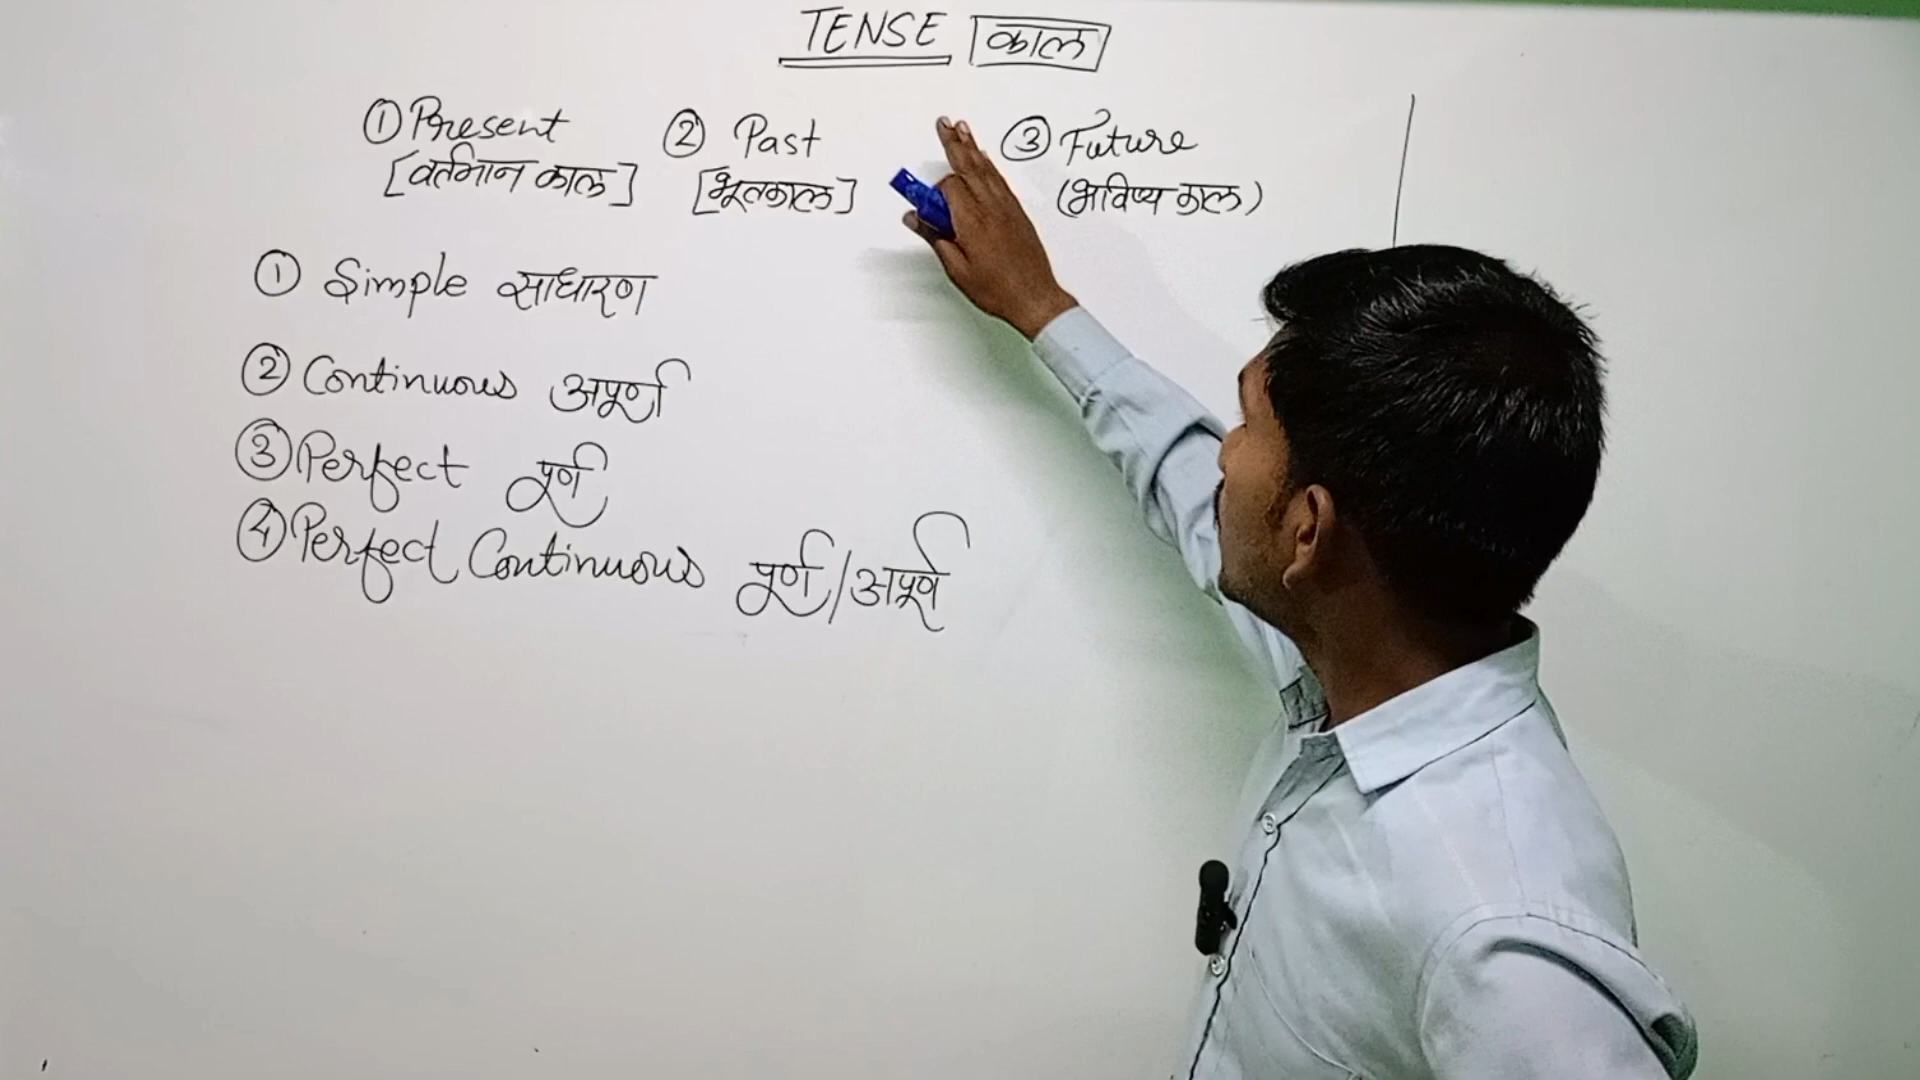 TENSE काल
① Present ② Past ③ Future
[वर्तमान काल] [भूतकाल] (भविष्य काल)
① Simple साधारण
② Continuous अपूर्ण
③ Perfect पूर्ण
④ Perfect Continuous पूर्ण/अपूर्ण